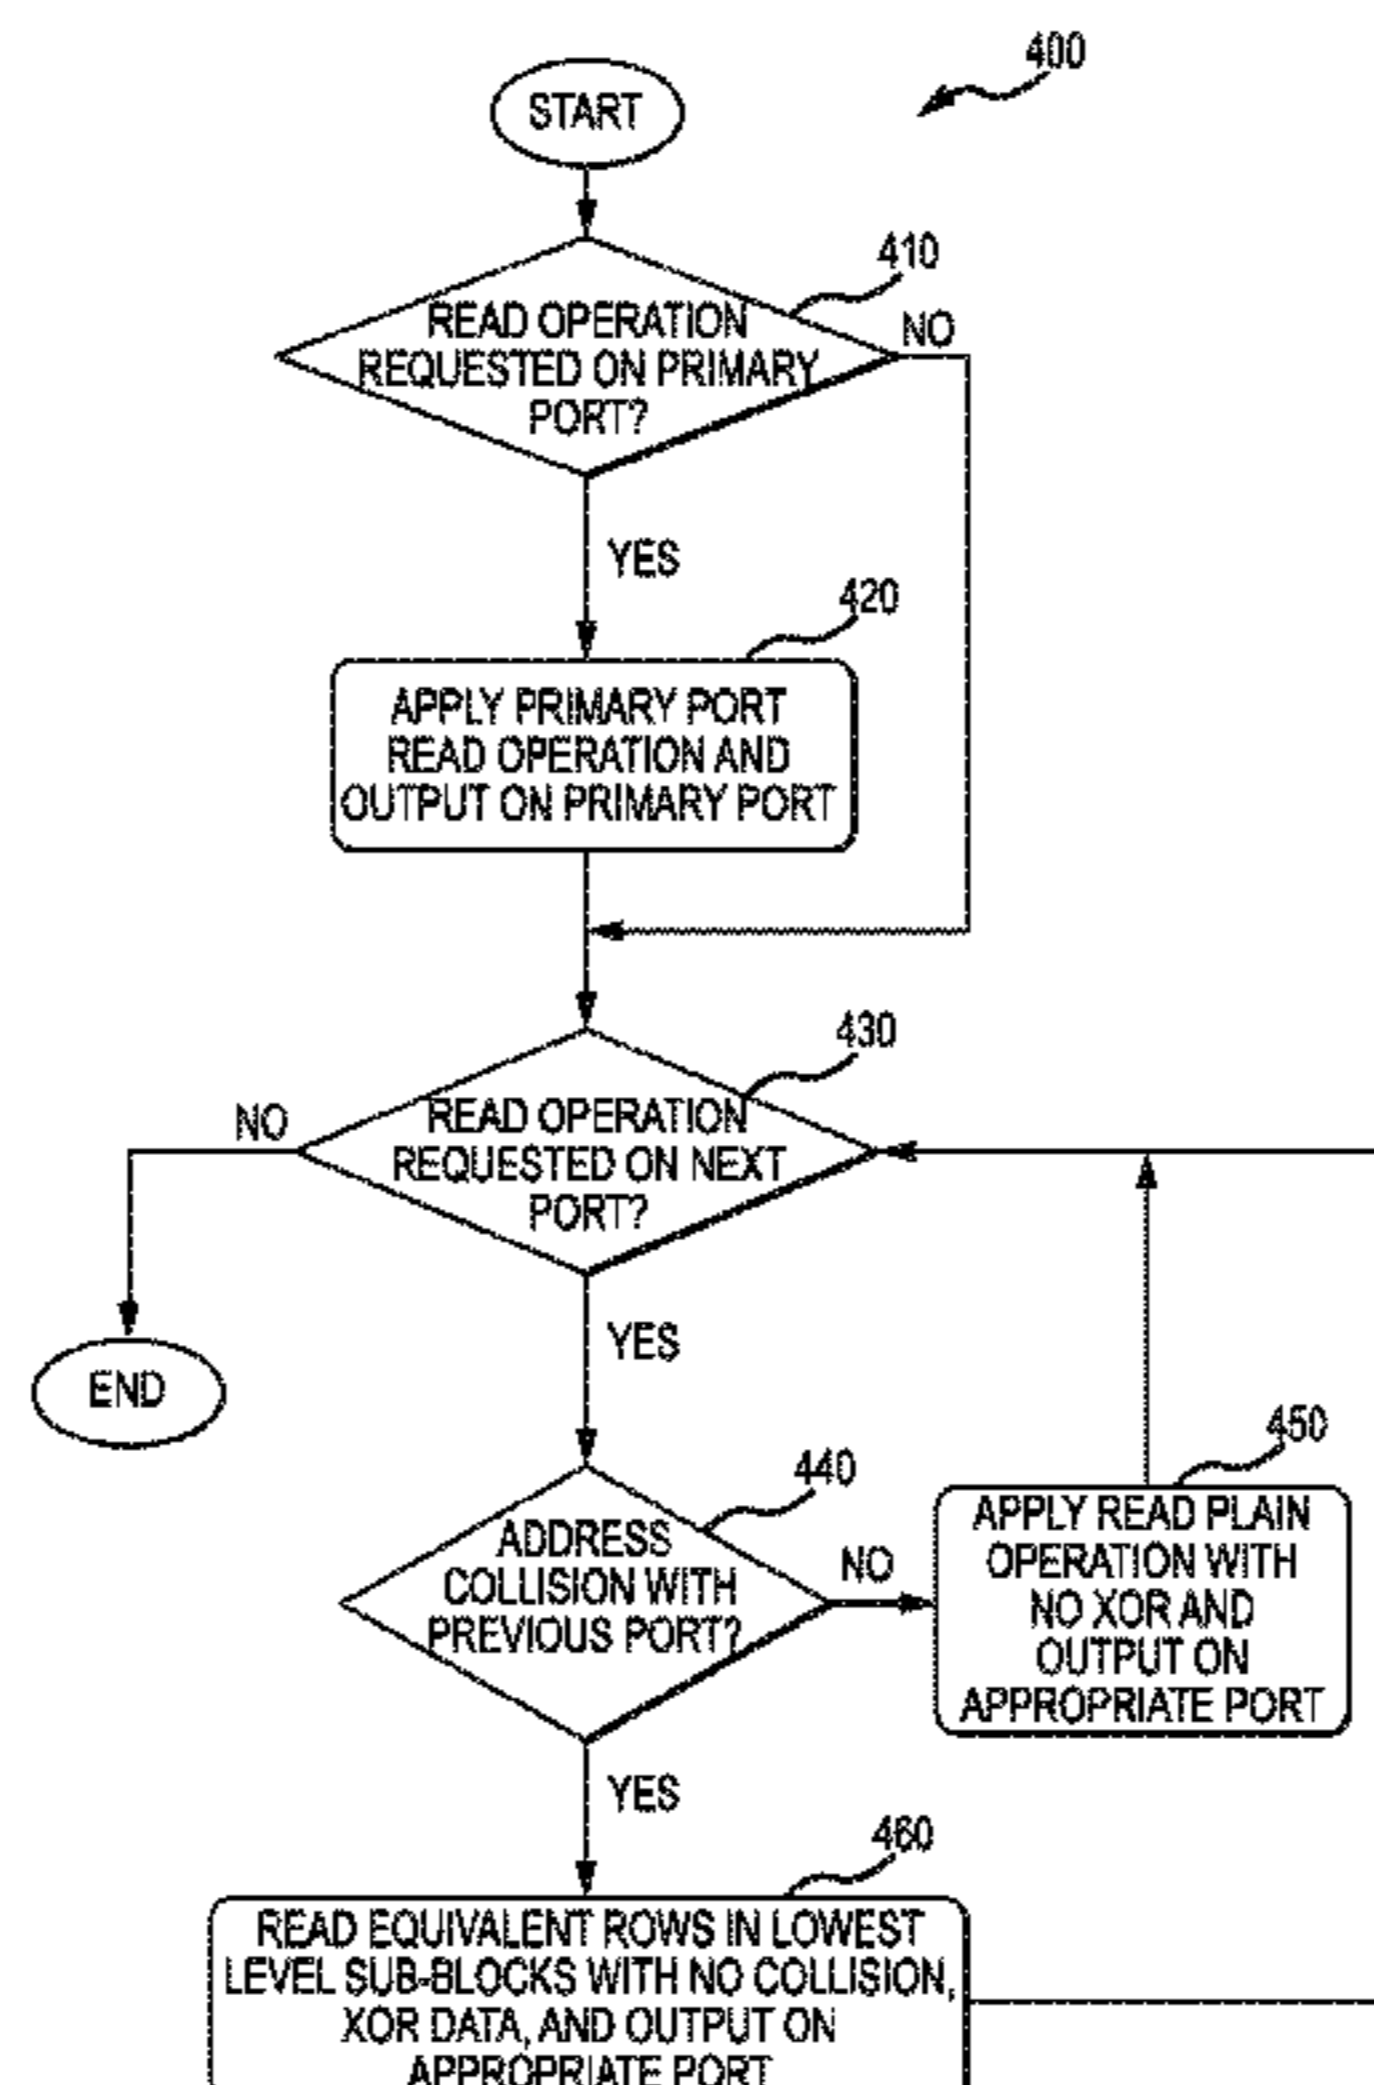 400
START
410
READ OPERATION
REQUESTED ON PRIMARY
PORT?
NO
YES
420
APPLY PRIMARY PORT
READ OPERATION AND
OUTPUT ON PRIMARY PORT
430
READ OPERATION
REQUESTED ON NEXT
PORT?
NO
YES
END
440
ADDRESS
COLLISION WITH
PREVIOUS PORT?
NO
450
APPLY READ PLAIN
OPERATION WITH
NO XOR AND
OUTPUT ON
APPROPRIATE PORT
YES
460
READ EQUIVALENT ROWS IN LOWEST
LEVEL SUB-BLOCKS WITH NO COLLISION,
XOR DATA, AND OUTPUT ON
APPROPRIATE PORT